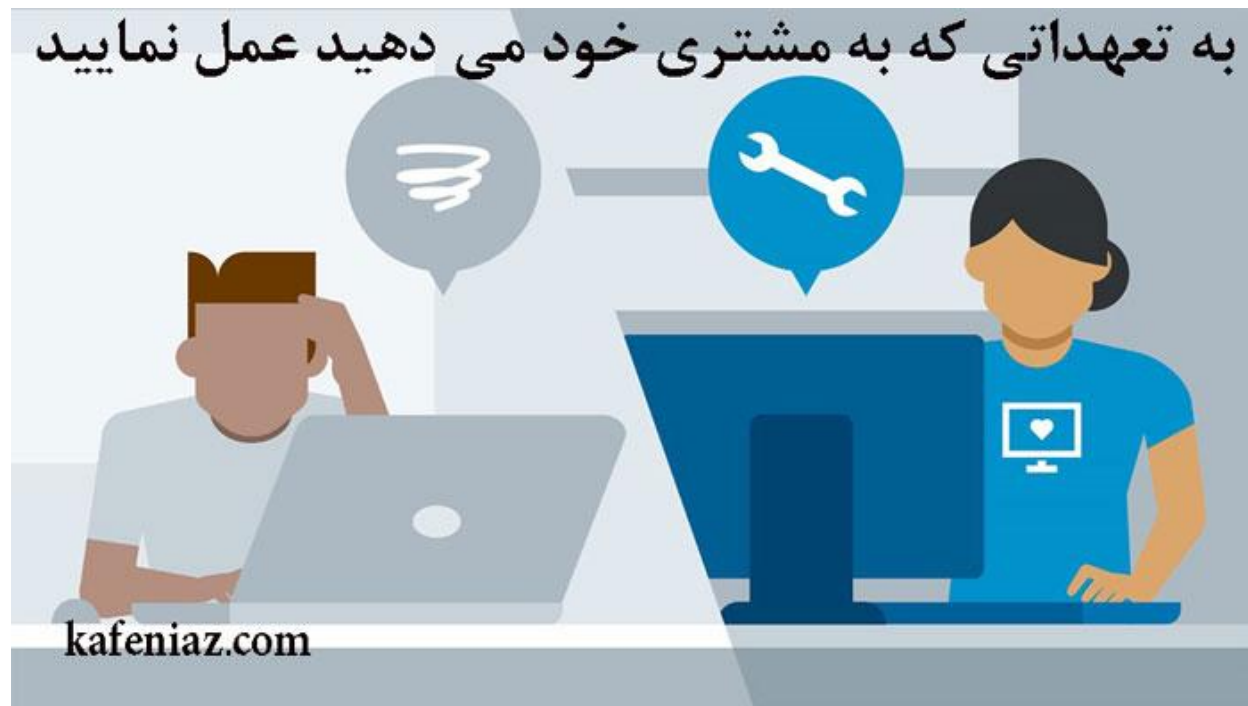 به تعهداتی که به مشتری خود می دهید عمل نمایید
kafeniaz.com